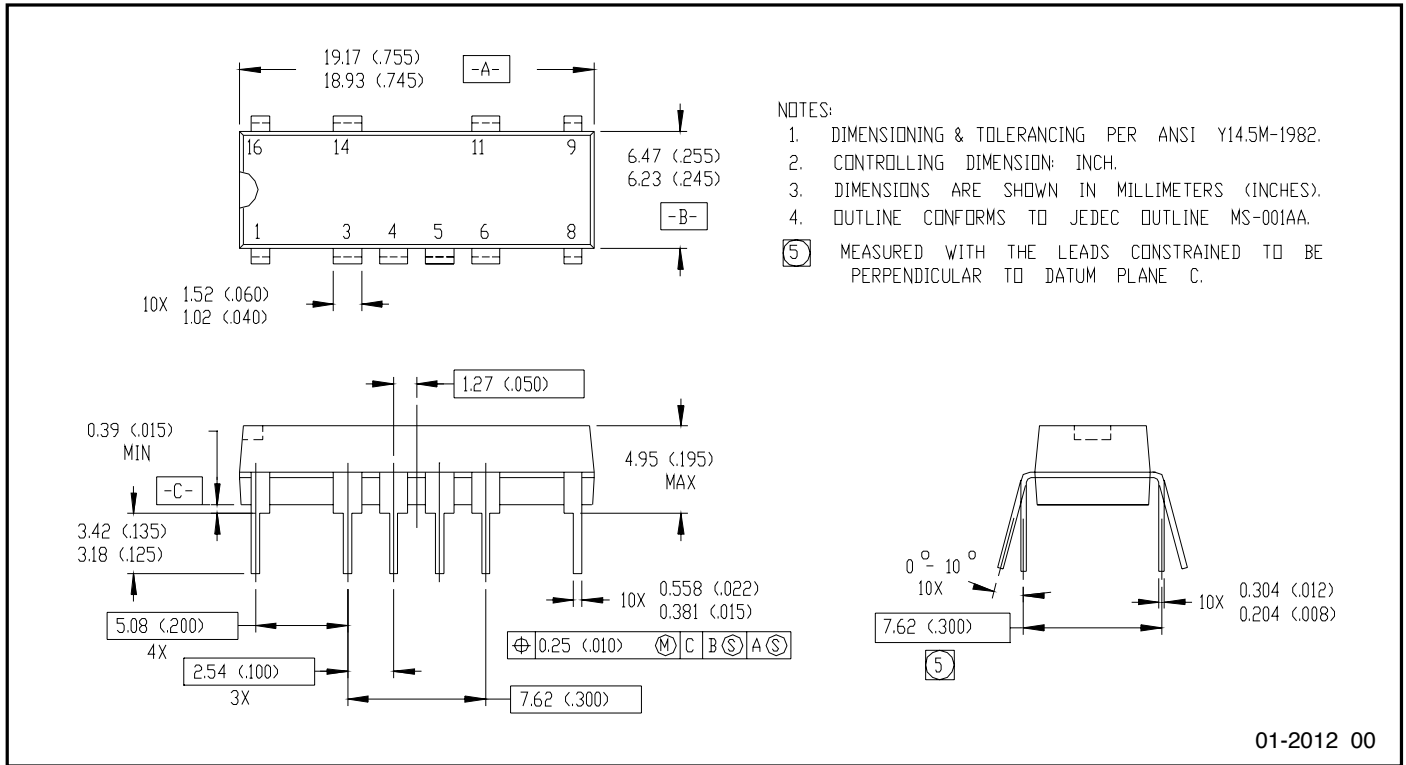 19.17 (.755)
18.93 (.745)
-A-
16 14 11 9
1 3 4 5 6 8
6.47 (.255)
6.23 (.245)
-B-
10X 1.52 (.060)
1.02 (.040)
NOTES:
1. DIMENSIONING & TOLERANCING PER ANSI Y14.5M-1982.
2. CONTROLLING DIMENSION: INCH.
3. DIMENSIONS ARE SHOWN IN MILLIMETERS (INCHES).
4. OUTLINE CONFORMS TO JEDEC OUTLINE MS-001AA.
5 MEASURED WITH THE LEADS CONSTRAINED TO BE
PERPENDICULAR TO DATUM PLANE C.
1.27 (.050)
0.39 (.015)
MIN
-C-
3.42 (.135)
3.18 (.125)
4.95 (.195)
MAX
10X 0.558 (.022)
0.381 (.015)
5.08 (.200)
4X
⌖ 0.25 (.010) Ⓜ C B Ⓢ A Ⓢ
2.54 (.100)
3X
7.62 (.300)
0° - 10°
10X
10X 0.304 (.012)
0.204 (.008)
7.62 (.300)
5
01-2012 00